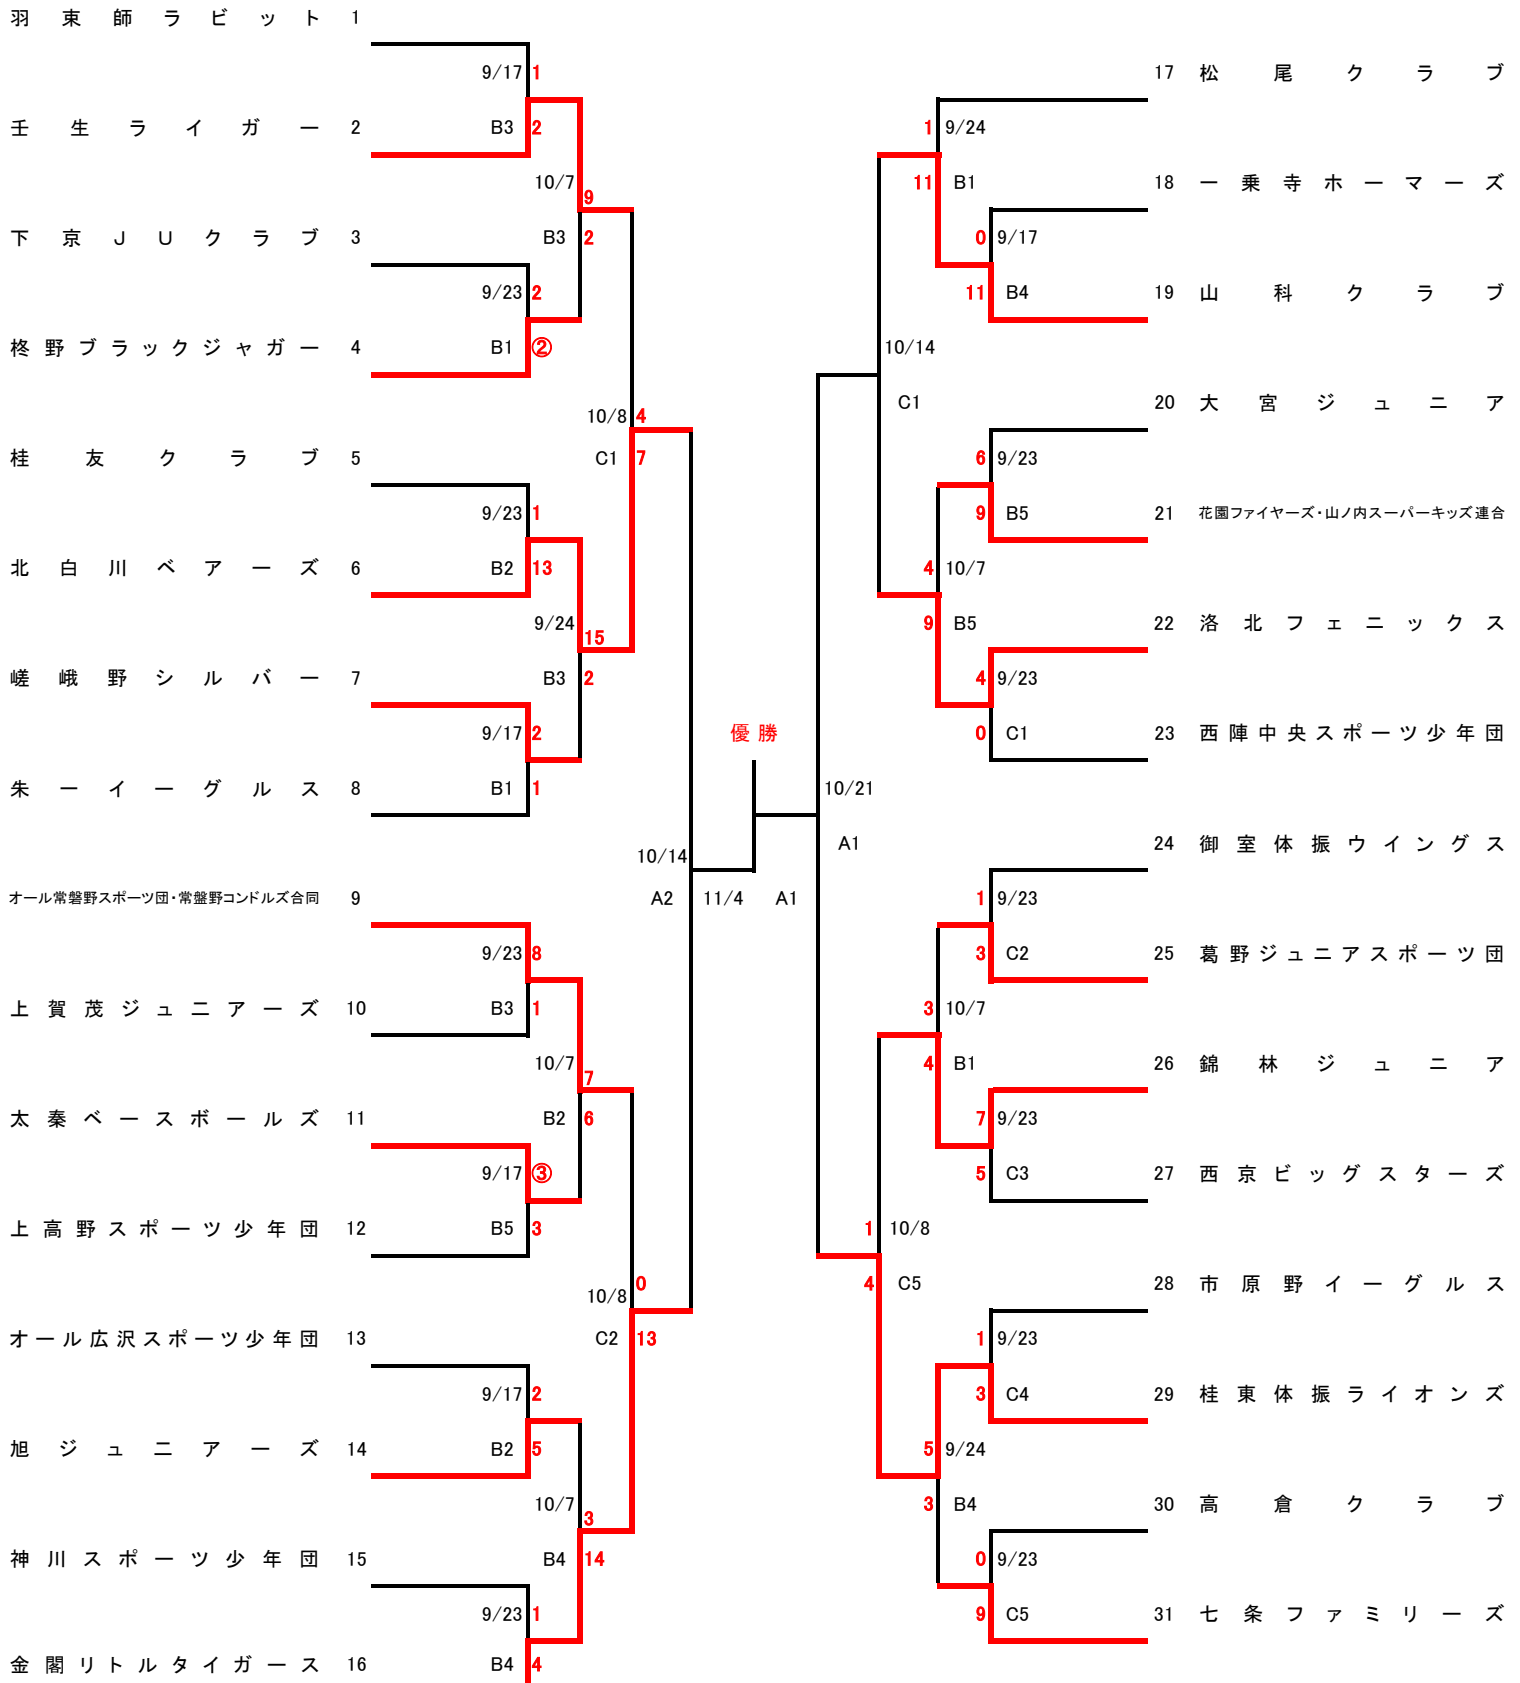 羽束師ラビット 1
9/17 1
17 松尾クラブ
壬生ライガー 2 B3 2
1 9/24
10/7 9
11 B1
18 一乗寺ホーマーズ
下京JUクラブ 3 B3 2
0 9/17
9/23 2
11 B4
19 山科クラブ
柊野ブラックジャガー 4 B1 ②
10/14
10/8 4
C1
20 大宮ジュニア
桂友クラブ 5 C1 7
6 9/23
9/23 1
9 B5
21 花園ファイヤーズ・山ノ内スーパーキッズ連合
北白川ベアーズ 6 B2 13
4 10/7
9/24 15
9 B5
22 洛北フェニックス
嵯峨野シルバー 7 B3 2
4 9/23
9/17 2
優勝
0 C1
23 西陣中央スポーツ少年団
朱一イーグルス 8 B1 1
10/21
10/14
A1
24 御室体振ウイングス
オール常磐野スポーツ団・常盤野コンドルズ合同 9
A2 11/4 A1
1 9/23
9/23 8
3 C2
25 葛野ジュニアスポーツ団
上賀茂ジュニアーズ 10 B3 1
3 10/7
10/7 7
4 B1
26 錦林ジュニア
太秦ベースボールズ 11 B2 6
7 9/23
9/17 ③
5 C3
27 西京ビッグスターズ
上高野スポーツ少年団 12 B5 3
1 10/8
10/8 0
4 C5
28 市原野イーグルス
オール広沢スポーツ少年団 13 C2 13
1 9/23
9/17 2
3 C4
29 桂東体振ライオンズ
旭ジュニアーズ 14 B2 5
5 9/24
10/7 3
3 B4
30 高倉クラブ
神川スポーツ少年団 15 B4 14
0 9/23
9/23 1
9 C5
31 七条ファミリーズ
金閣リトルタイガース 16 B4 4